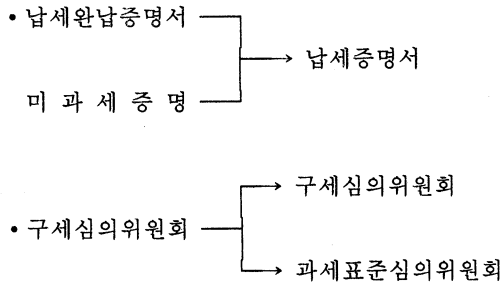 • 납세완납증명서
납세증명서
미 과 세 증 명
구세심의위원회
• 구세심의위원회
과세표준심의위원회